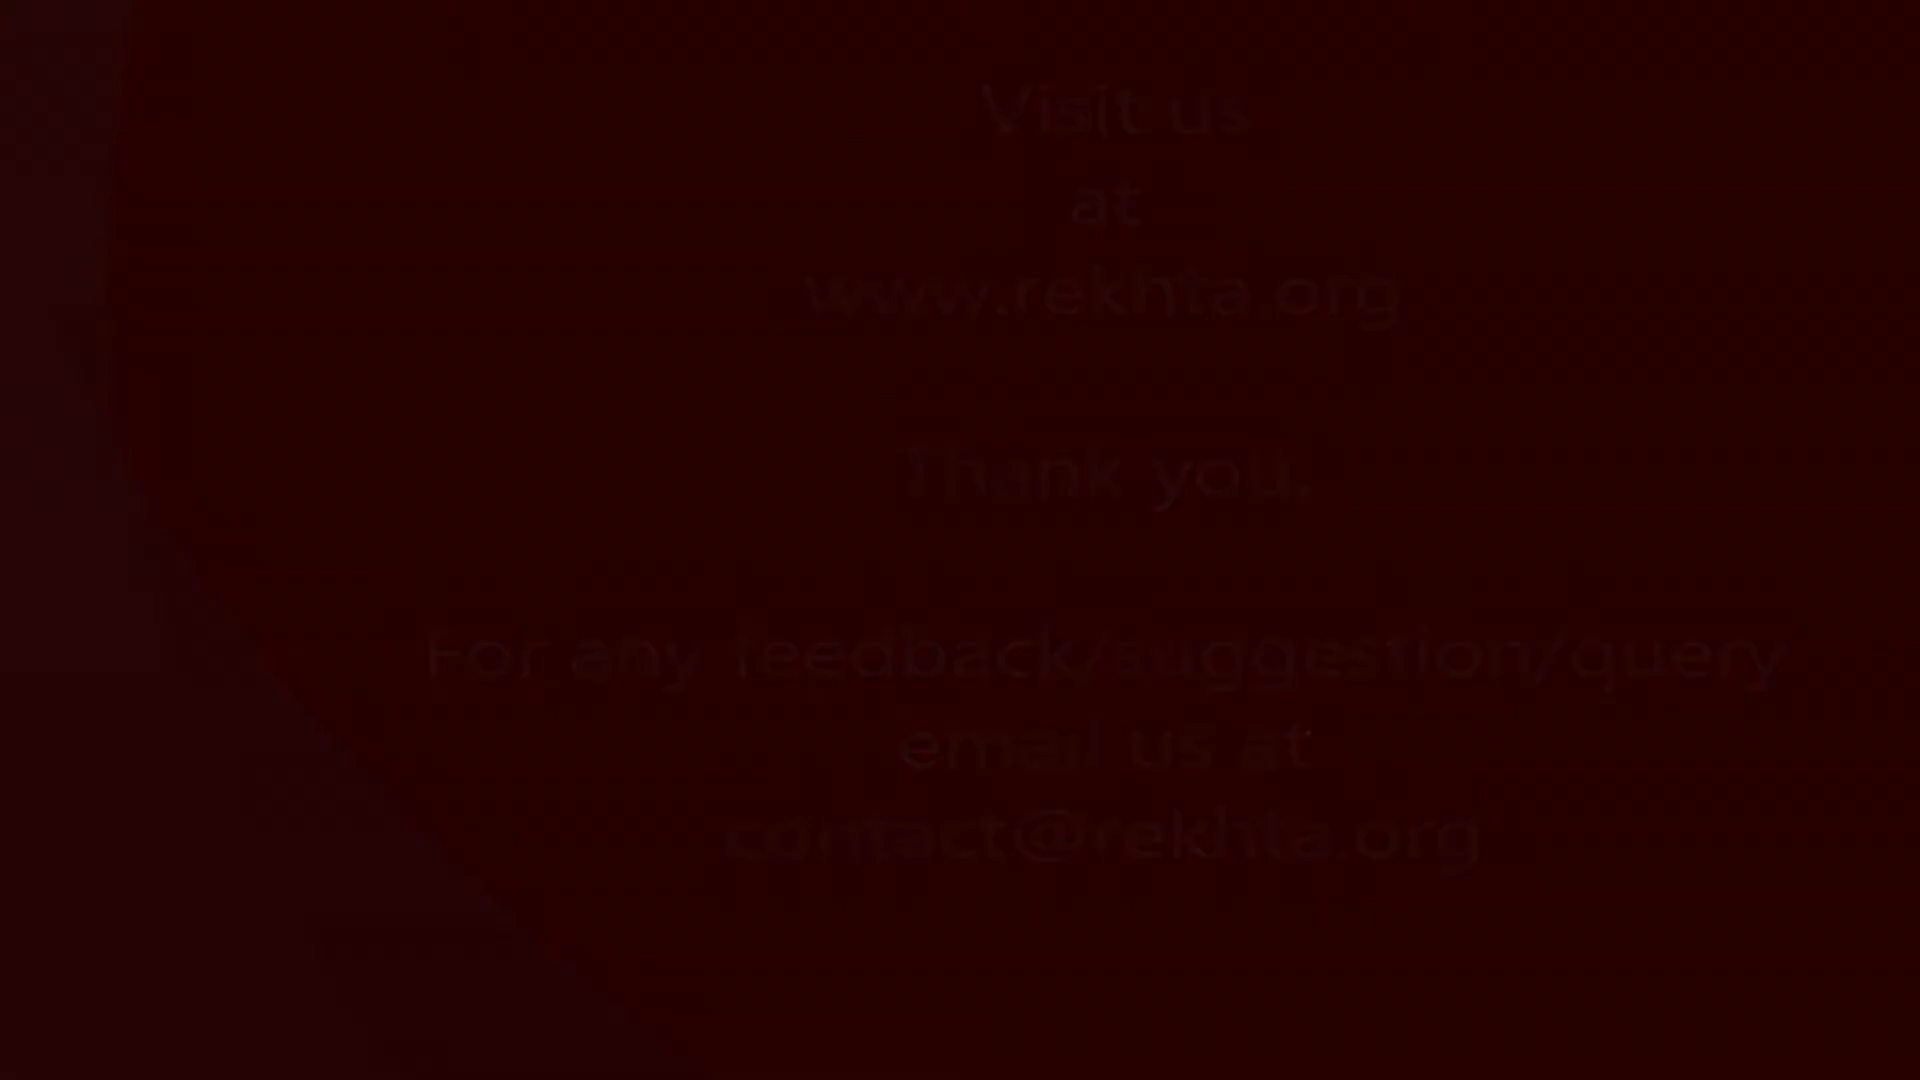 Visit us
at
www.rekhta.org
Thank you.
For any feedback/suggestion/query
email us at
contact@rekhta.org